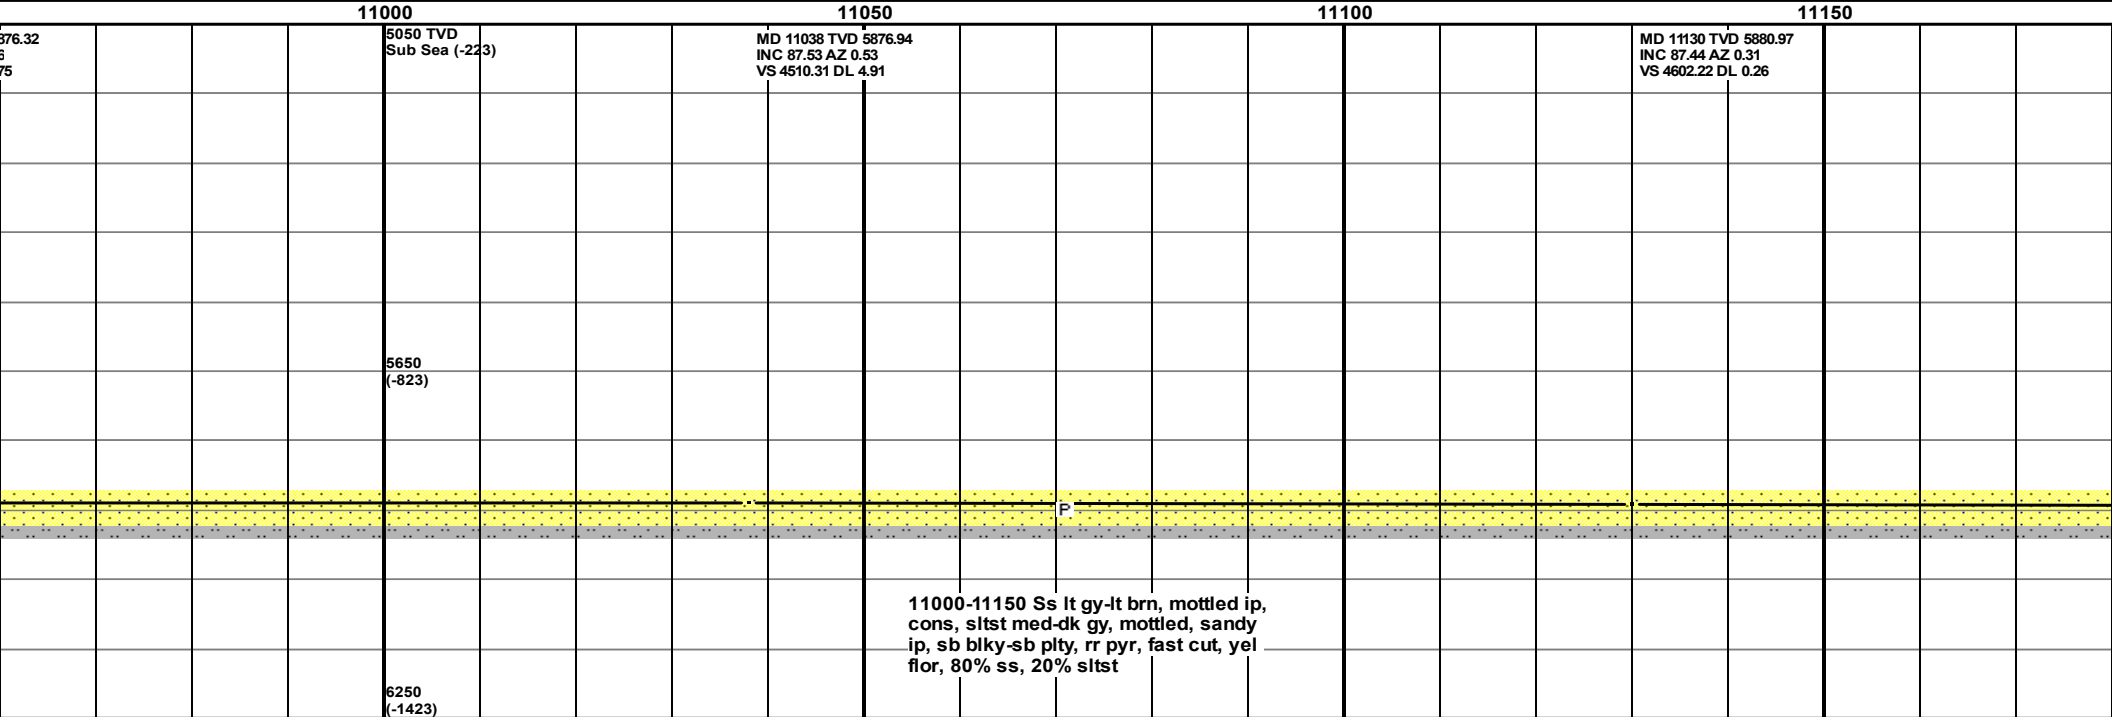 11000 11050 11100 11150
876.32
75
5050 TVD
Sub Sea (-223)
MD 11038 TVD 5876.94
INC 87.53 AZ 0.53
VS 4510.31 DL 4.91
MD 11130 TVD 5880.97
INC 87.44 AZ 0.31
VS 4602.22 DL 0.26
5650
(-823)
P
11000-11150 Ss lt gy-lt brn, mottled ip,
cons, sltst med-dk gy, mottled, sandy
ip, sb blky-sb plty, rr pyr, fast cut, yel
flor, 80% ss, 20% sltst
6250
(-1423)